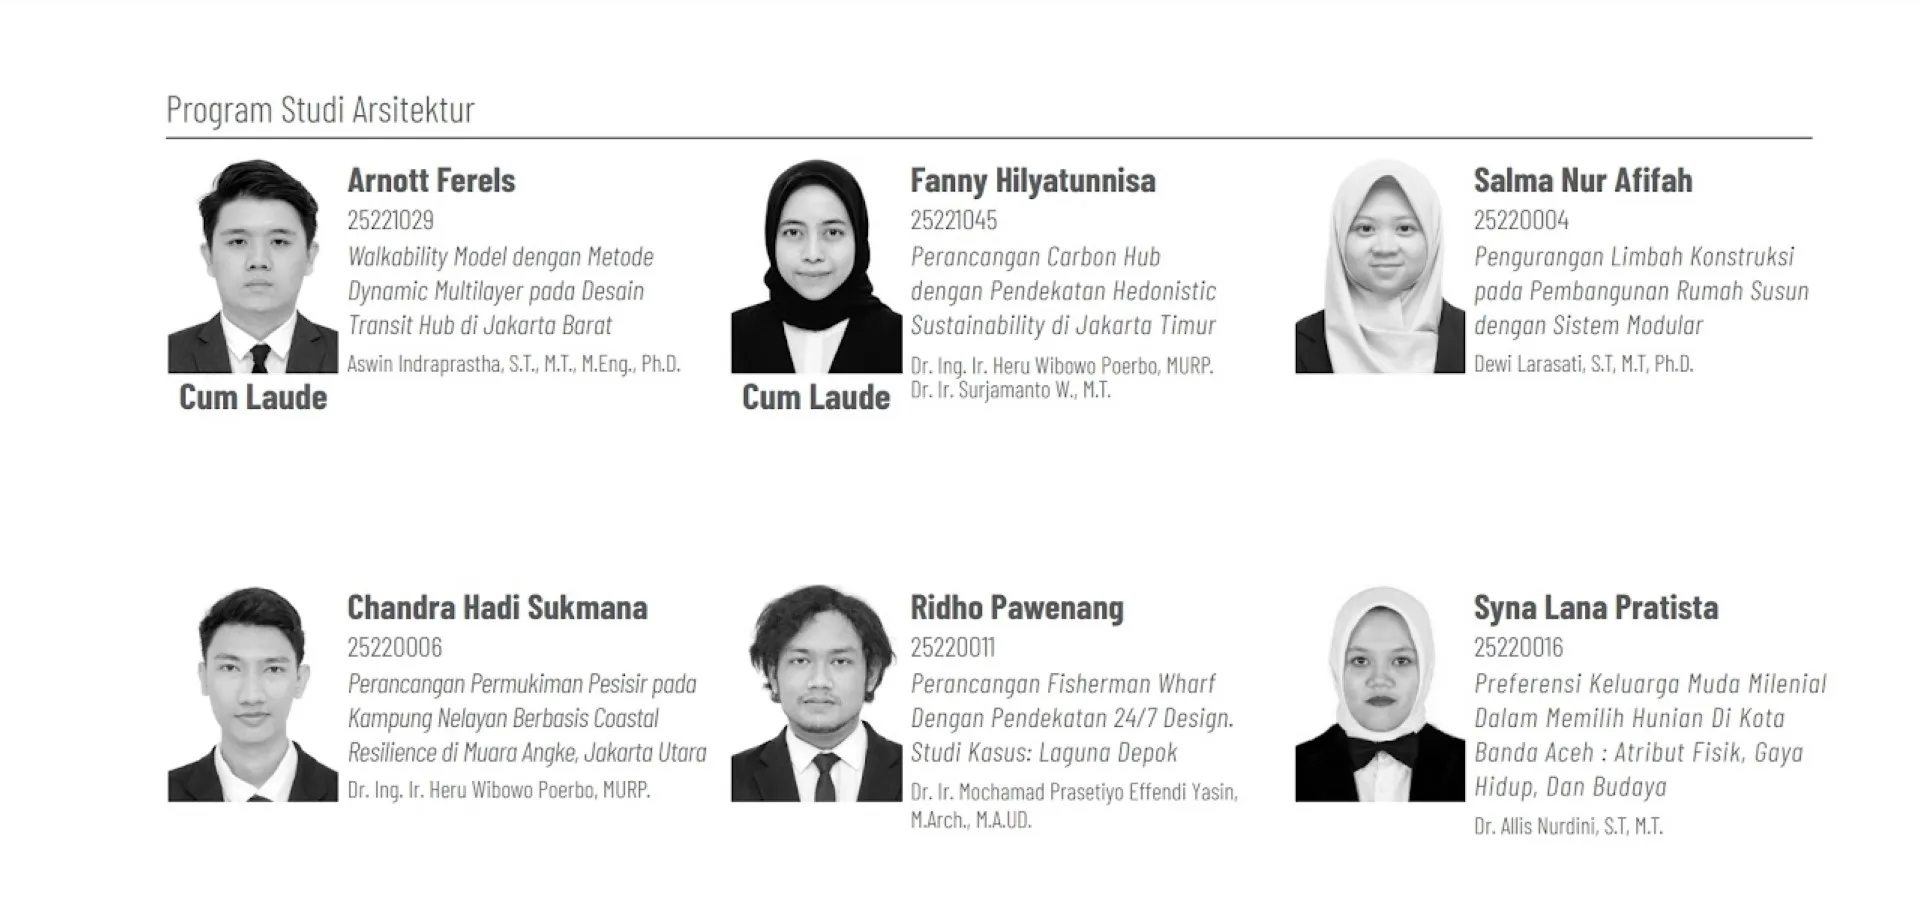 Program Studi Arsitektur
Arnott Ferels
25221029
Walkability Model dengan Metode
Dynamic Multilayer pada Desain
Transit Hub di Jakarta Barat
Aswin Indraprastha, S.T., M.T., M.Eng., Ph.D.
Cum Laude
Fanny Hilyatunnisa
25221045
Perancangan Carbon Hub
dengan Pendekatan Hedonistic
Sustainability di Jakarta Timur
Dr. Ing. Ir. Heru Wibowo Poerbo, MURP.
Dr. Ir. Surjamanto W., M.T.
Cum Laude
Salma Nur Afifah
25220004
Pengurangan Limbah Konstruksi
pada Pembangunan Rumah Susun
dengan Sistem Modular
Dewi Larasati, S.T, M.T, Ph.D.
Chandra Hadi Sukmana
25220006
Perancangan Permukiman Pesisir pada
Kampung Nelayan Berbasis Coastal
Resilience di Muara Angke, Jakarta Utara
Dr. Ing. Ir. Heru Wibowo Poerbo, MURP.
Ridho Pawenang
25220011
Perancangan Fisherman Wharf
Dengan Pendekatan 24/7 Design.
Studi Kasus: Laguna Depok
Dr. Ir. Mochamad Prasetiyo Effendi Yasin,
M.Arch., M.A.UD.
Syna Lana Pratista
25220016
Preferensi Keluarga Muda Milenial
Dalam Memilih Hunian Di Kota
Banda Aceh : Atribut Fisik, Gaya
Hidup, Dan Budaya
Dr. Allis Nurdini, S.T, M.T.